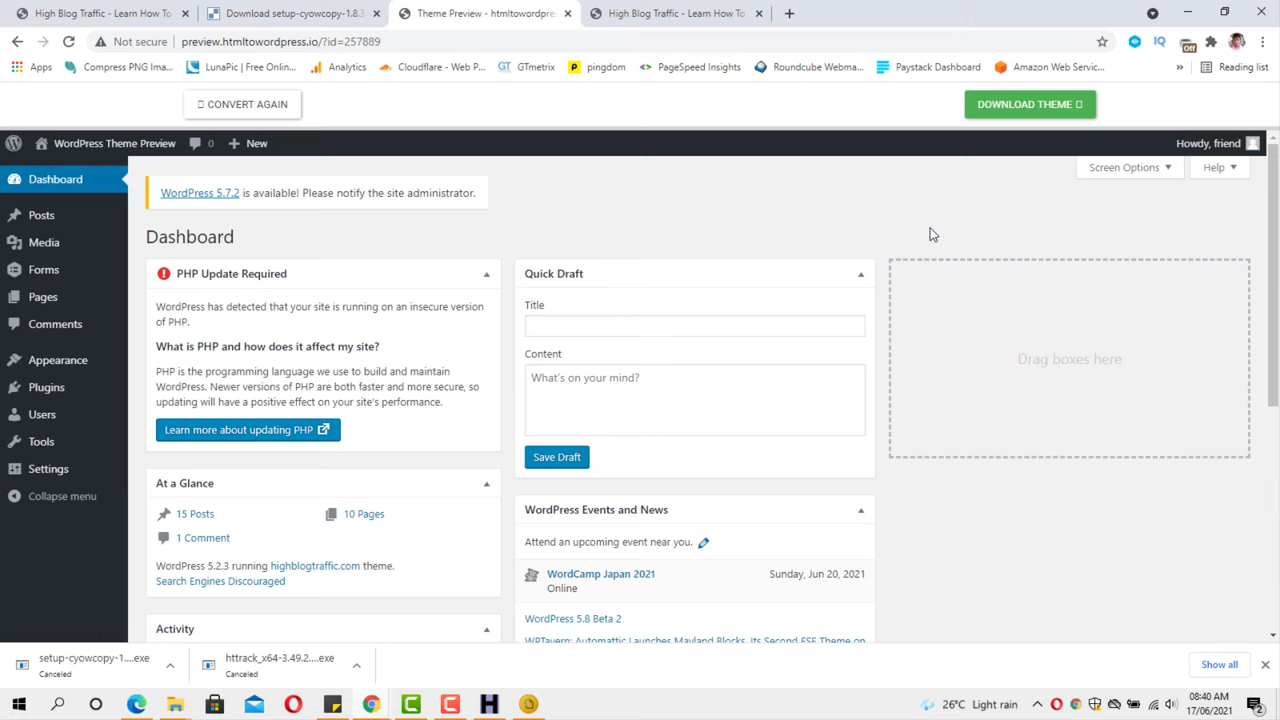 High Blog Traffic - Learn How To
Download setup-cyowcopy-1.8.3
Theme Preview - htmltowordpres
High Blog Traffic - Learn How To
Not secure | preview.htmltowordpress.io/?id=257889
Off
Apps
Compress PNG Ima...
LunaPic | Free Onlin...
Analytics
Cloudflare - Web P...
GTmetrix
pingdom
PageSpeed Insights
Roundcube Webma...
Paystack Dashboard
Amazon Web Servic...
»
Reading list
CONVERT AGAIN
DOWNLOAD THEME
WordPress Theme Preview
0
New
Howdy, friend
Dashboard
Posts
Media
Forms
Pages
Comments
Appearance
Plugins
Users
Tools
Settings
Collapse menu
Screen Options
Help
WordPress 5.7.2 is available! Please notify the site administrator.
Dashboard
PHP Update Required
WordPress has detected that your site is running on an insecure version
of PHP.
What is PHP and how does it affect my site?
PHP is the programming language we use to build and maintain
WordPress. Newer versions of PHP are both faster and more secure, so
updating will have a positive effect on your site's performance.
Learn more about updating PHP
At a Glance
15 Posts
10 Pages
1 Comment
WordPress 5.2.3 running highblogtraffic.com theme.
Search Engines Discouraged
Activity
Quick Draft
Title
Content
What's on your mind?
Save Draft
WordPress Events and News
Attend an upcoming event near you.
WordCamp Japan 2021
Sunday, Jun 20, 2021
Online
WordPress 5.8 Beta 2
WPTavern: Automattic Launches Mayland Blocks, Its Second FSE Theme on
Drag boxes here
setup-cyowcopy-1....exe
Canceled
httrack_x64-3.49.2....exe
Canceled
Show all
26°C Light rain
08:40 AM
17/06/2021
2